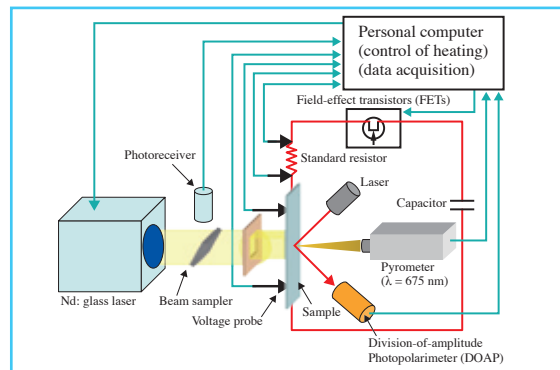 Personal computer
(control of heating)
(data acquisition)
Field-effect transistors (FETs)
Photoreceiver
Standard resistor
Laser
Capacitor
Nd: glass laser
Beam sampler
Voltage probe
Sample
Pyrometer
(λ = 675 nm)
Division-of-amplitude
Photopolarimeter (DOAP)